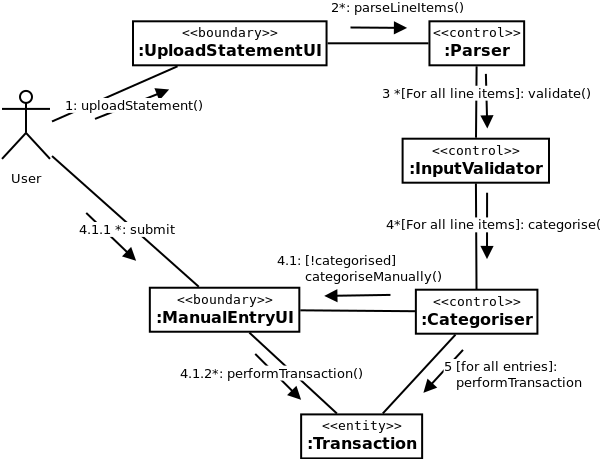 2*: parseLineItems()
<<boundary>>
:UploadStatementUI
<<control>>
:Parser
1: uploadStatement()
3 *[For all line items]: validate()
<<control>>
:InputValidator
User
4.1.1 *: submit
4*[For all line items]: categorise(
4.1: [!categorised]
categoriseManually()
<<boundary>>
:ManualEntryUI
<<control>>
:Categoriser
4.1.2*: performTransaction()
5 [for all entries]:
performTransaction
<<entity>>
:Transaction